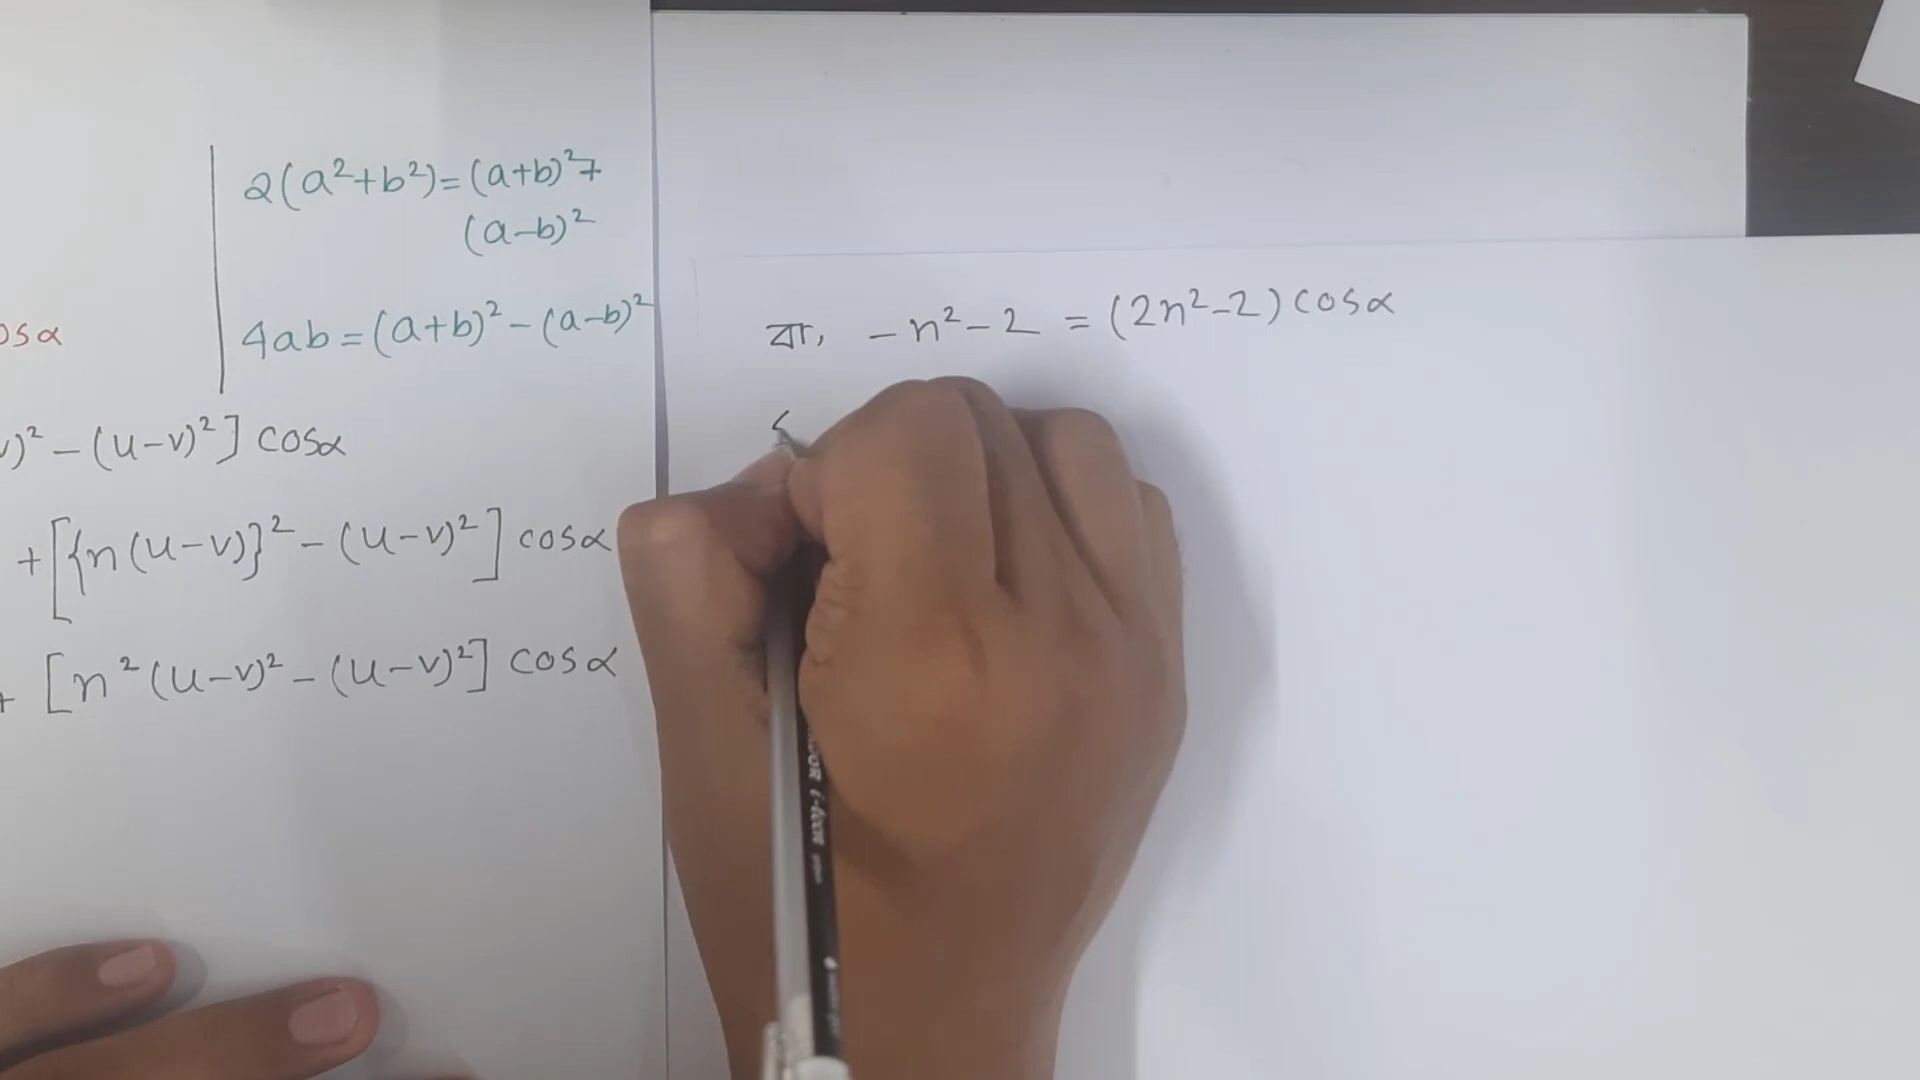 2(a²+b²)=(a+b)²+
(a-b)²
4ab=(a+b)²-(a-b)²
osα
v)²-(u-v)²] cosα
+[{n(u-v)}²-(u-v)²] cosα
+ [n²(u-v)²-(u-v)²] cosα
বা, -n²-2 = (2n²-2) cosα